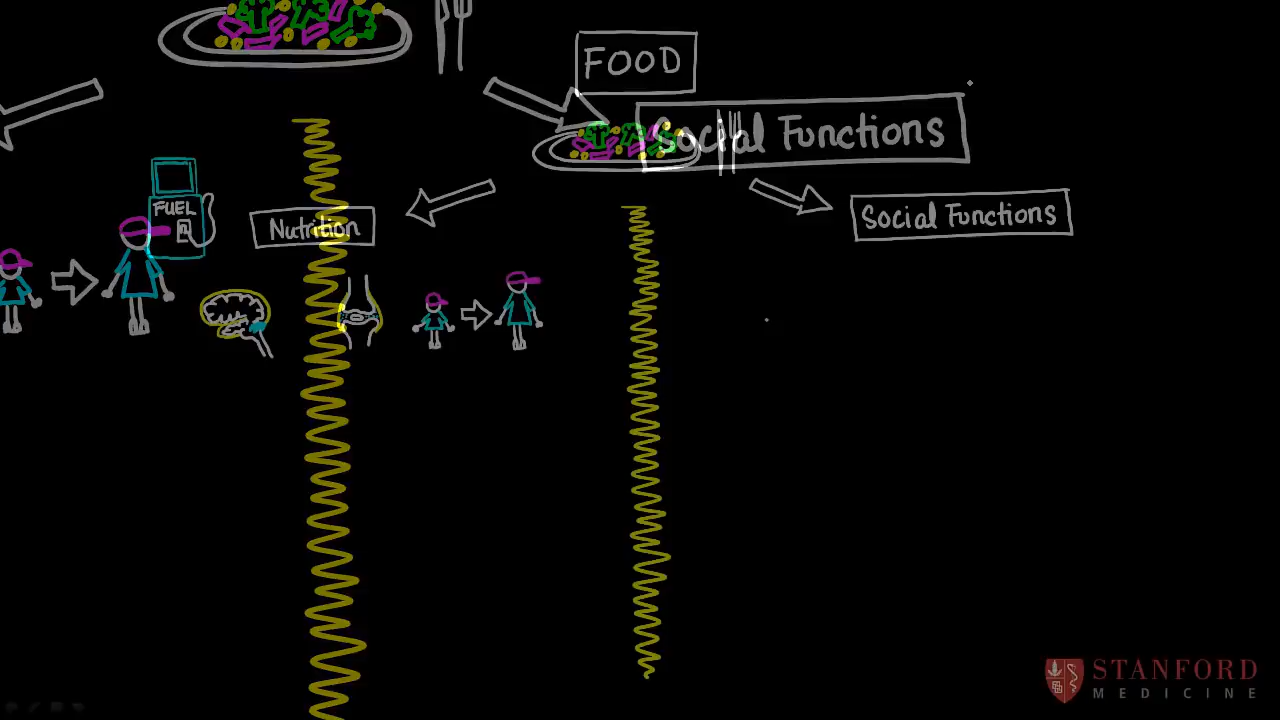 FOOD
Social Functions
FUEL
Nutrition
Social Functions
STANFORD
MEDICINE